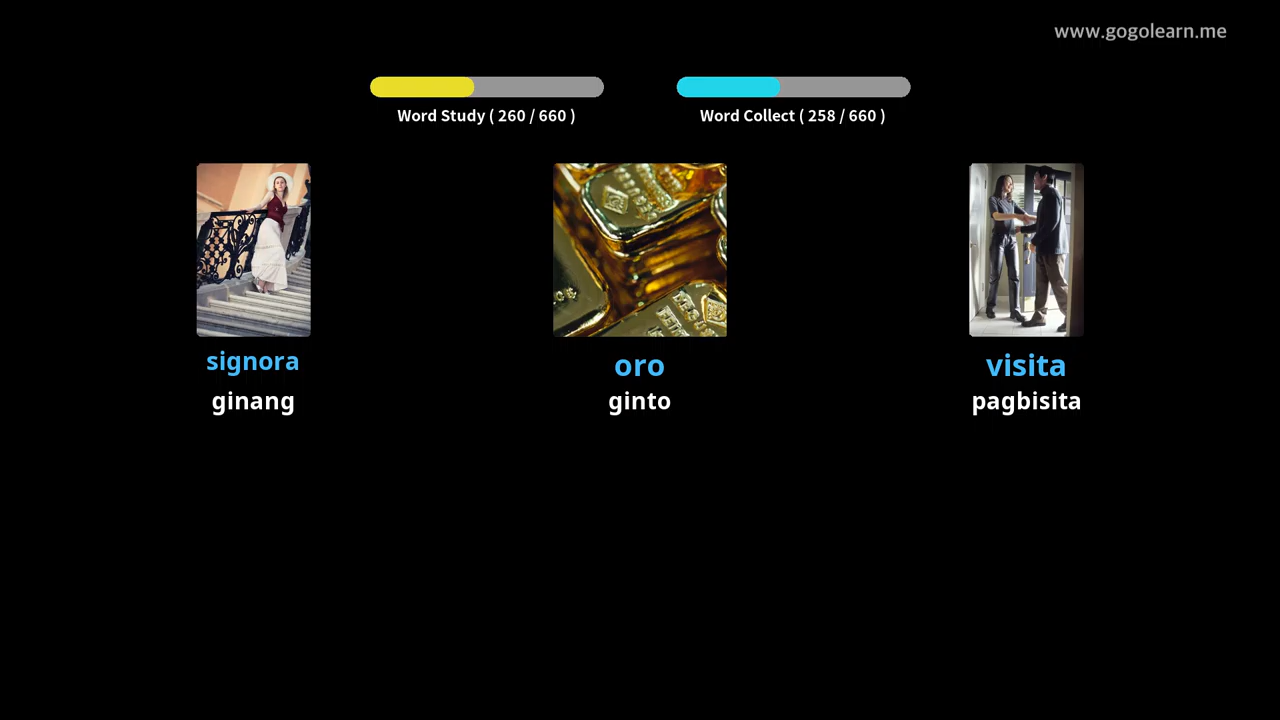 www.gogolearn.me
Word Study ( 260 / 660 )
Word Collect ( 258 / 660 )
signora
ginang
oro
ginto
visita
pagbisita